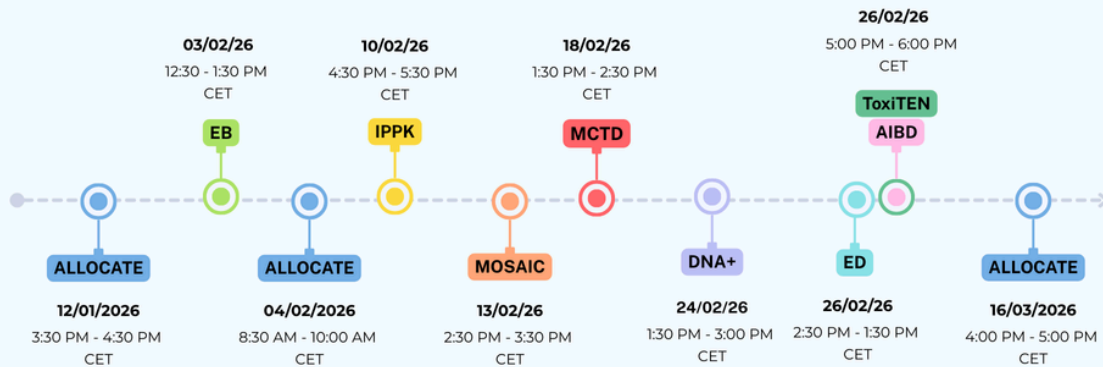 03/02/26
12:30 - 1:30 PM
CET
EB
10/02/26
4:30 PM - 5:30 PM
CET
IPPK
18/02/26
1:30 PM - 2:30 PM
CET
MCTD
26/02/26
5:00 PM - 6:00 PM
CET
ToxiTEN
AIBD
ALLOCATE
12/01/2026
3:30 PM - 4:30 PM
CET
ALLOCATE
04/02/2026
8:30 AM - 10:00 AM
CET
MOSAIC
13/02/26
2:30 PM - 3:30 PM
CET
DNA+
24/02/26
1:30 PM - 3:00 PM
CET
ED
26/02/26
2:30 PM - 1:30 PM
CET
ALLOCATE
16/03/2026
4:00 PM - 5:00 PM
CET